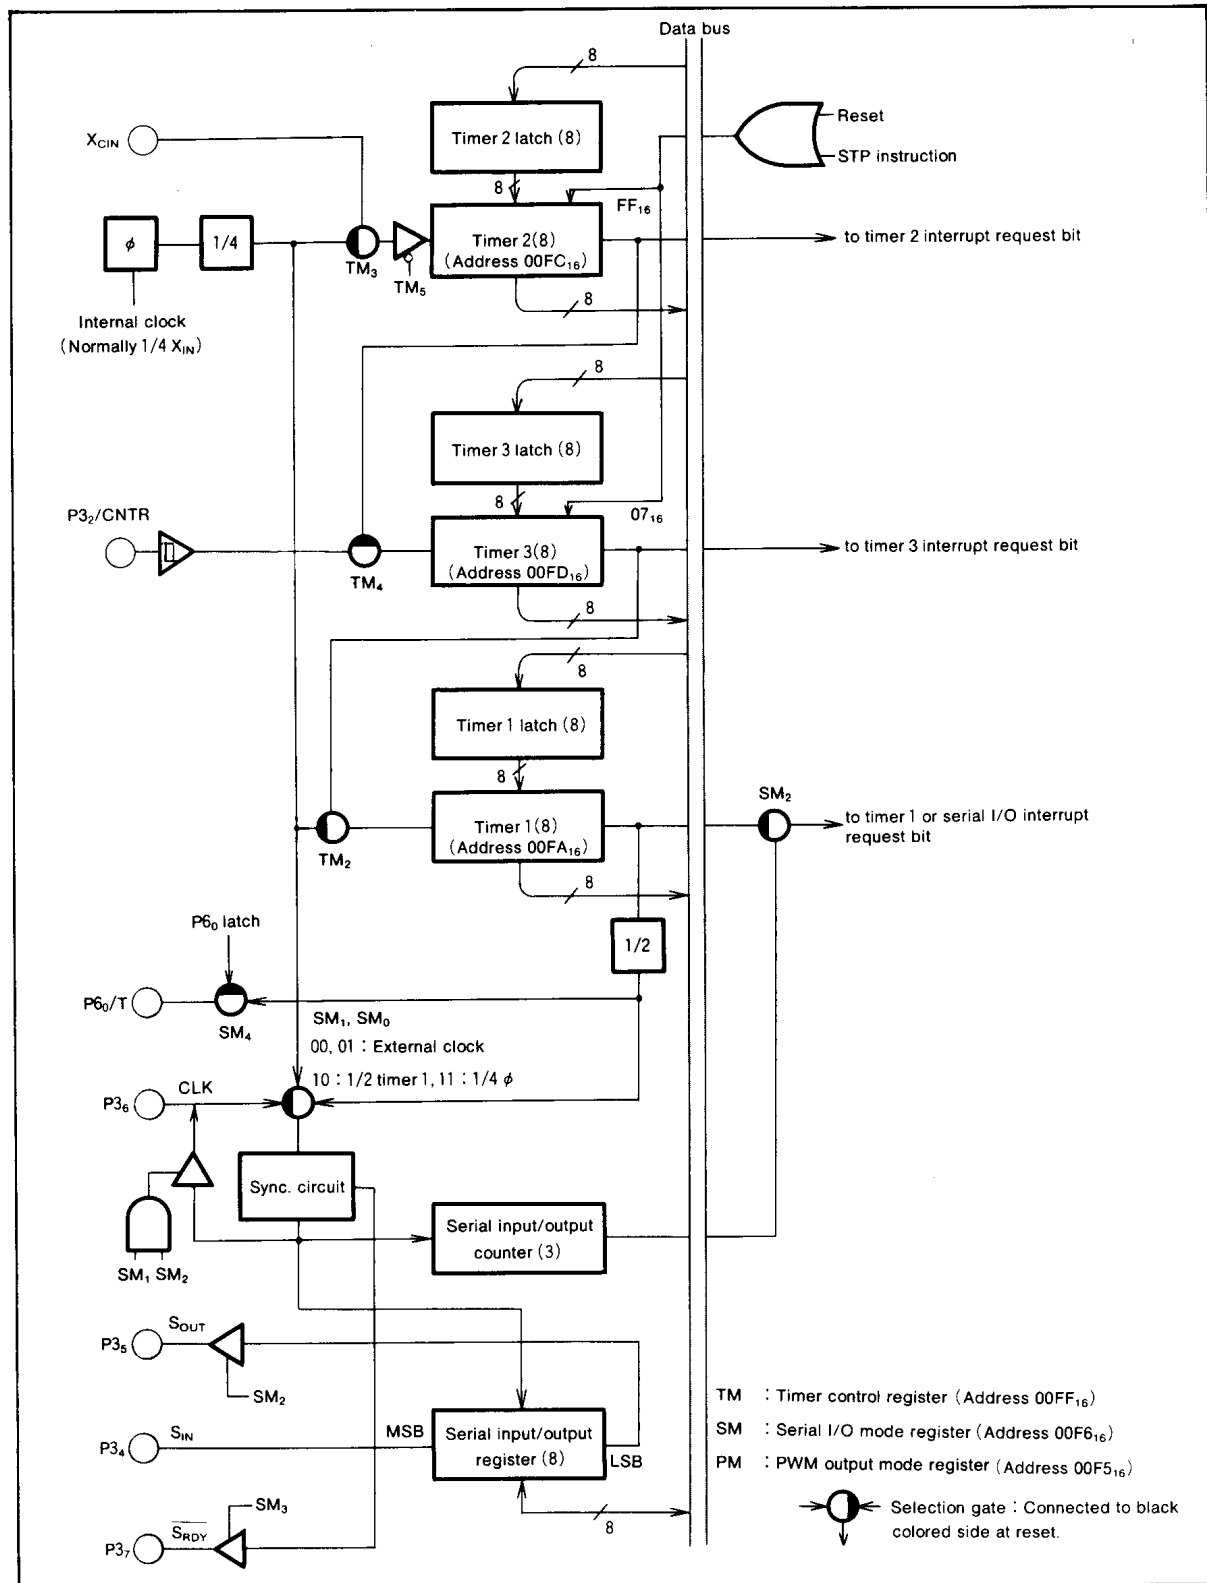 Data bus
8
Timer 2 latch (8)
Reset
STP instruction
XCIN
8
FF16
φ
1/4
TM3
TM5
Timer 2(8)
(Address 00FC16)
to timer 2 interrupt request bit
8
Internal clock
(Normally 1/4 XIN)
8
Timer 3 latch (8)
8
0716
P32/CNTR
TM4
Timer 3(8)
(Address 00FD16)
to timer 3 interrupt request bit
8
8
Timer 1 latch (8)
8
SM2
TM2
Timer 1(8)
(Address 00FA16)
to timer 1 or serial I/O interrupt
request bit
8
P60 latch
1/2
P60/T
SM4
SM1, SM0
00, 01 : External clock
10 : 1/2 timer 1, 11 : 1/4 φ
CLK
P36
Sync. circuit
Serial input/output
counter (3)
SM1 SM2
SOUT
P35
SM2
SIN
P34
MSB
Serial input/output
register (8)
LSB
8
SM3
SRDY
P37
TM : Timer control register (Address 00FF16)
SM : Serial I/O mode register (Address 00F616)
PM : PWM output mode register (Address 00F516)
Selection gate : Connected to black
colored side at reset.